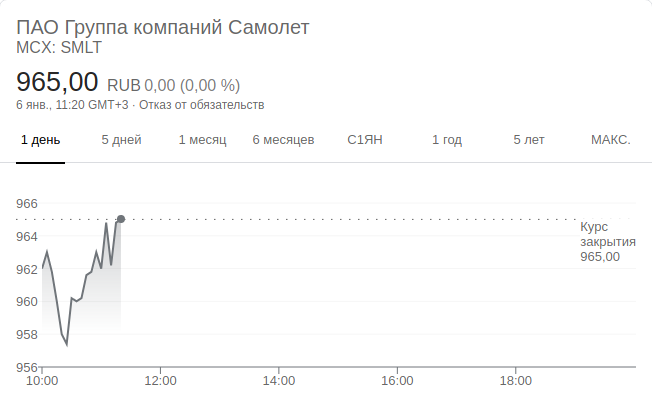 ПАО Группа компаний Самолет
MCX: SMLT
965,00 RUB 0,00 (0,00 %)
6 янв., 11:20 GMT+3 · Отказ от обязательств
1 день 5 дней 1 месяц 6 месяцев С1ЯН 1 год 5 лет МАКС.
966
964
962
960
958
956
Курс
закрытия
965,00
10:00 12:00 14:00 16:00 18:00